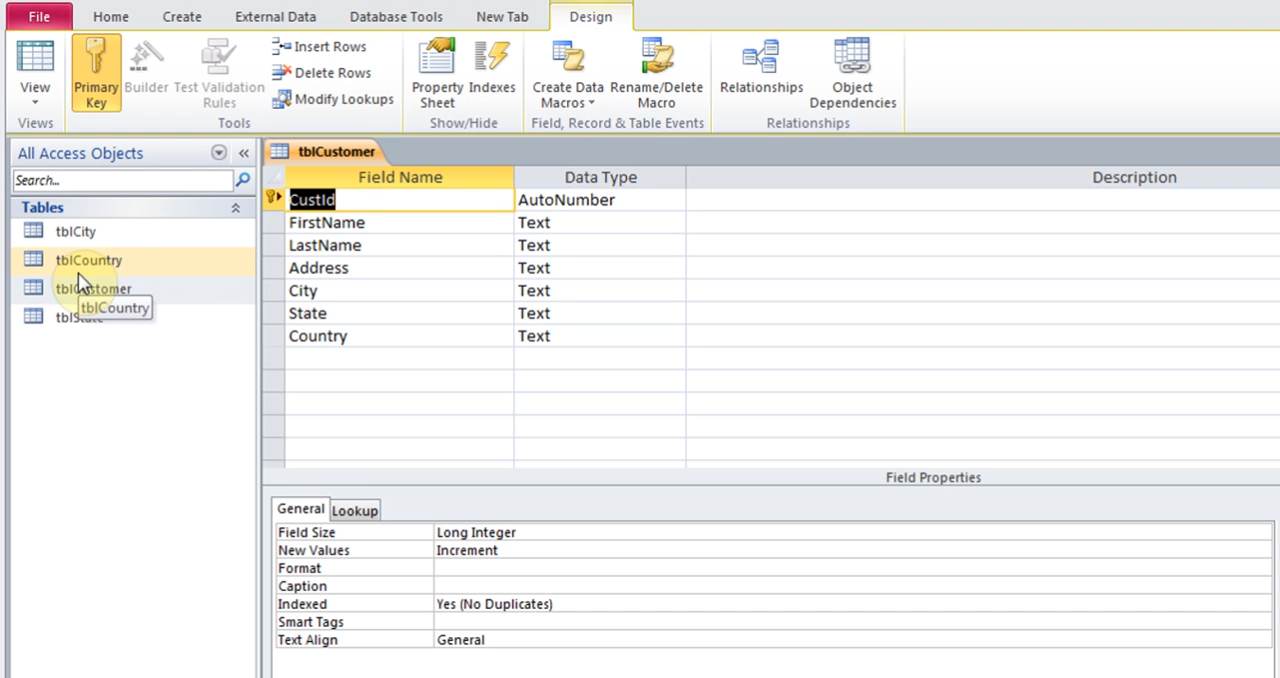 File Home Create External Data Database Tools New Tab Design
View
Primary Key
Builder
Test Validation Rules
Insert Rows
Delete Rows
Modify Lookups
Property Sheet
Indexes
Create Data Macros
Rename/Delete Macro
Relationships
Object Dependencies
Views Tools Show/Hide Field, Record & Table Events Relationships
All Access Objects
Search...
Tables
tblCity
tblCountry
tblCustomer
tblCountry
tblState
tblCustomer
Field Name Data Type Description
CustId AutoNumber
FirstName Text
LastName Text
Address Text
City Text
State Text
Country Text
Field Properties
General Lookup
Field Size Long Integer
New Values Increment
Format
Caption
Indexed Yes (No Duplicates)
Smart Tags
Text Align General